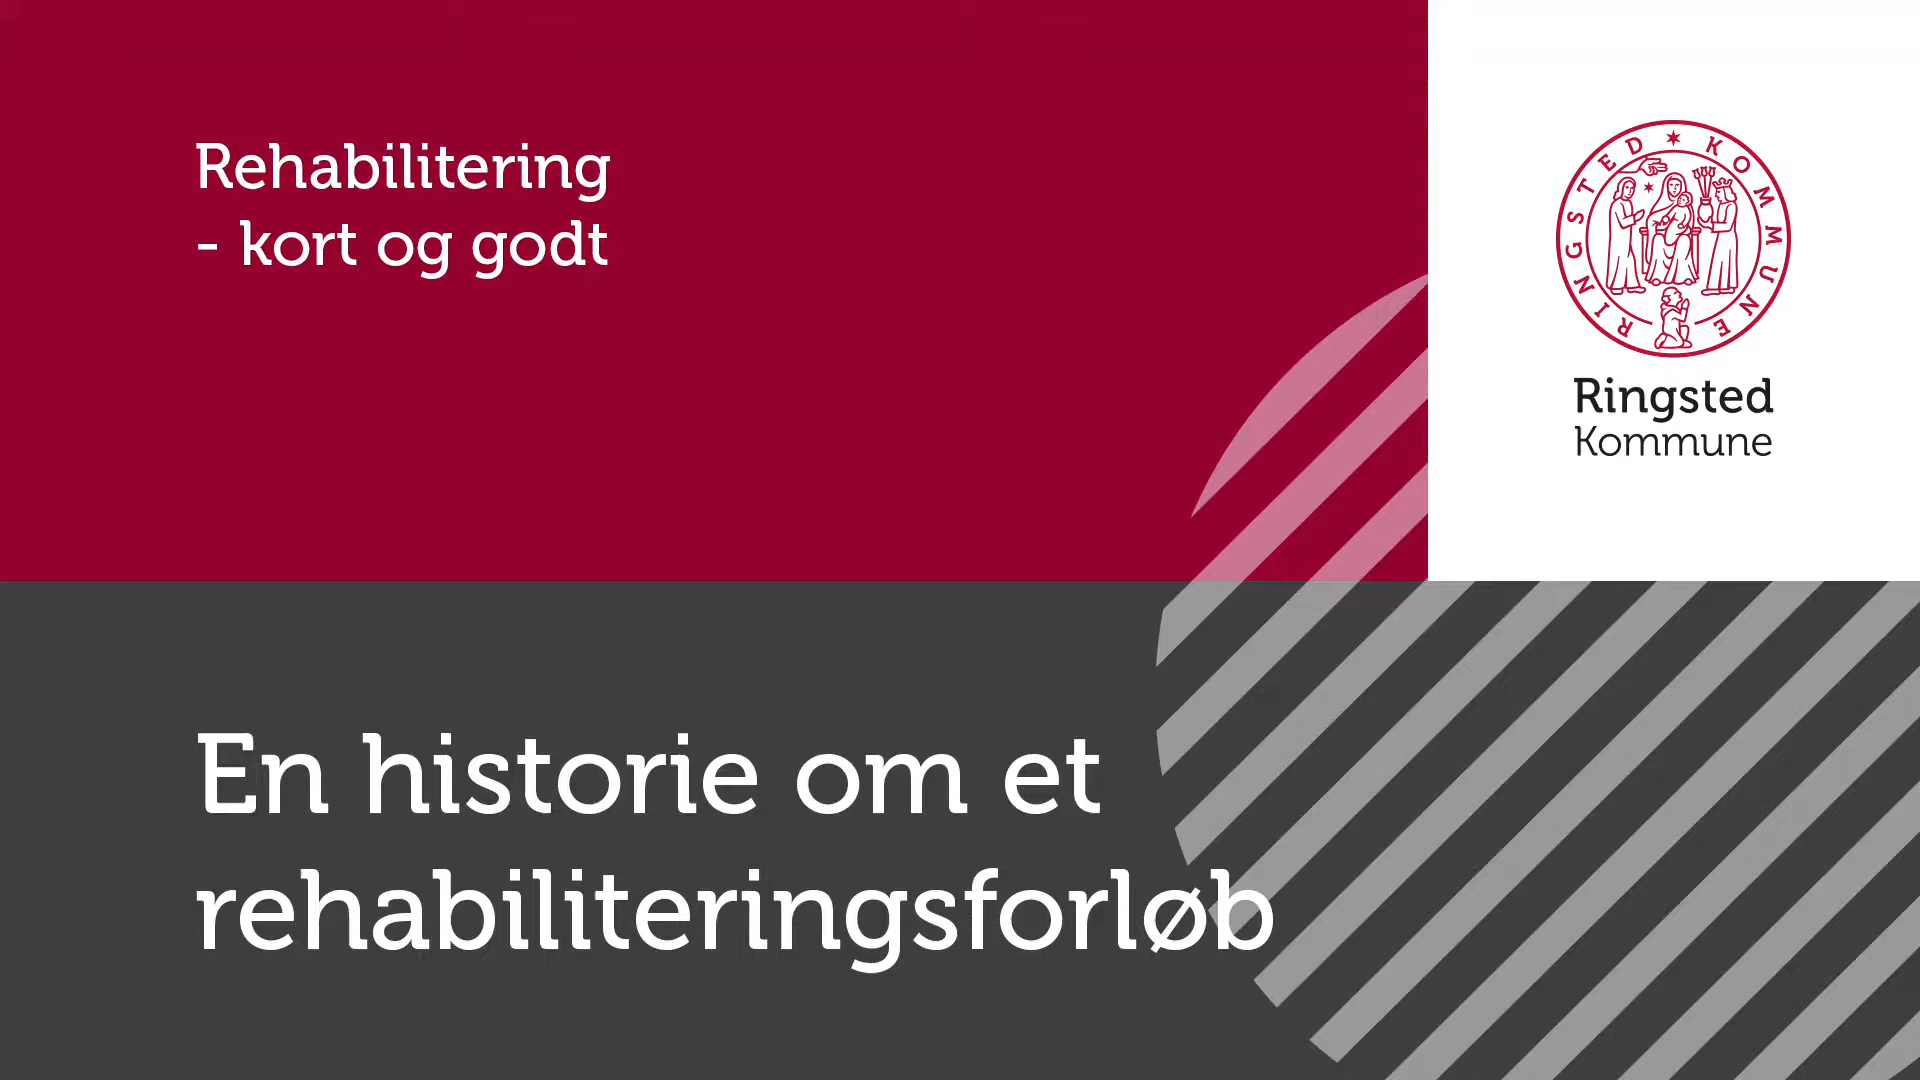 Rehabilitering
- kort og godt
RINGSTED * KOMMUNE
Ringsted
Kommune
En historie om et
rehabiliteringsforløb